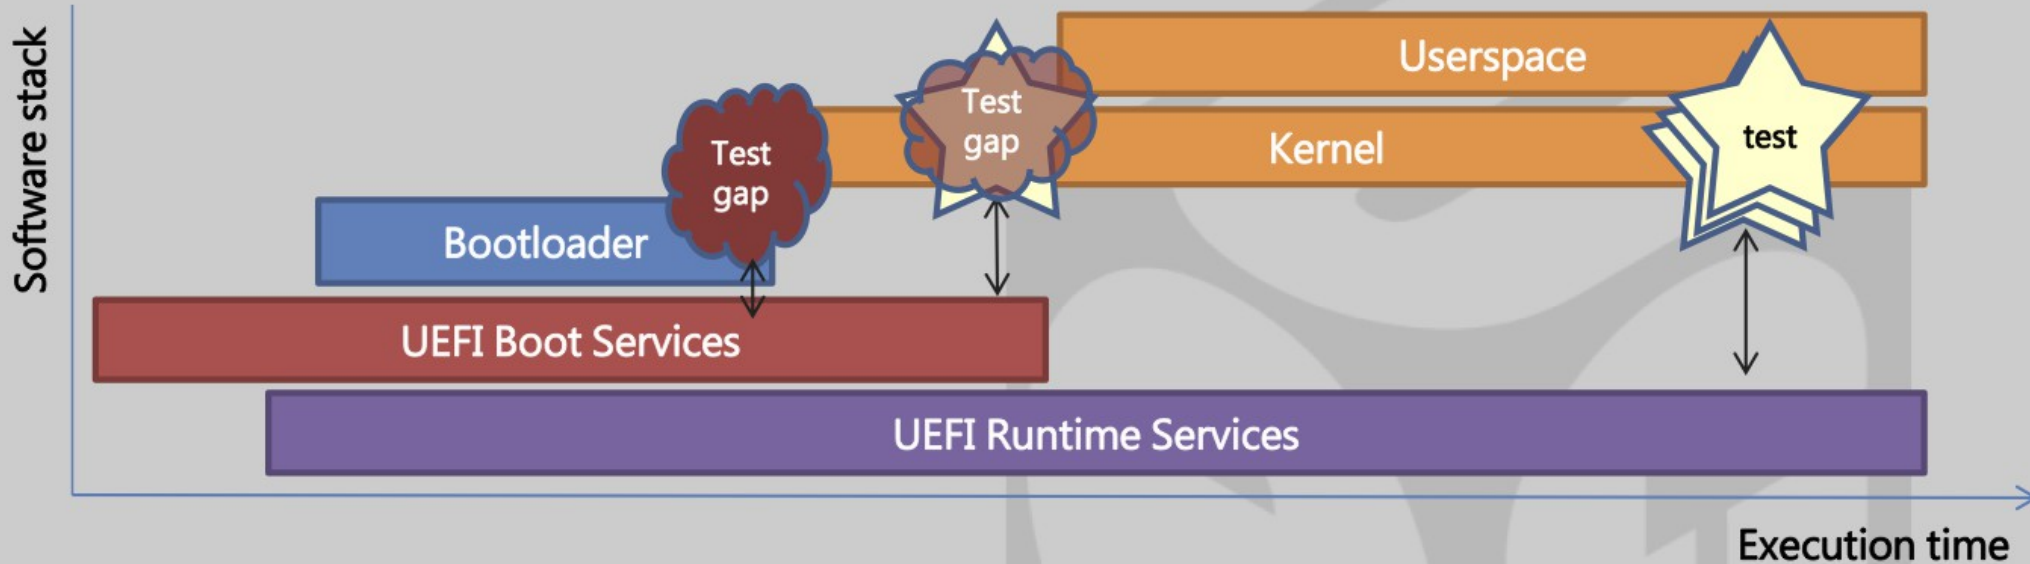 Software stack
Userspace
Test
gap
test
Kernel
Test
gap
Bootloader
UEFI Boot Services
UEFI Runtime Services
Execution time